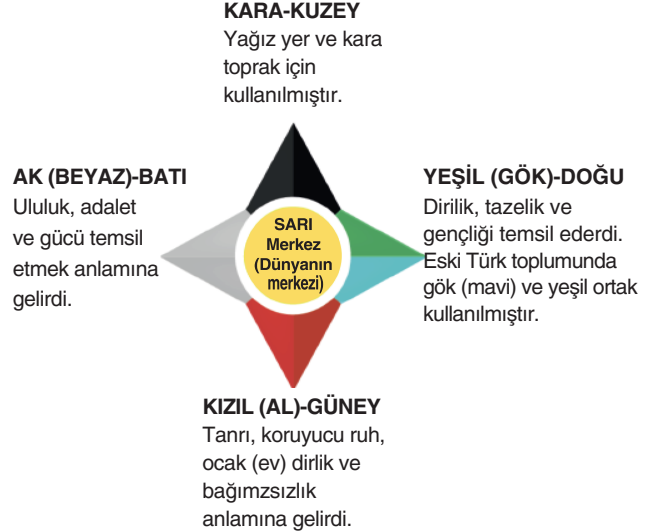 KARA-KUZEY
Yağız yer ve kara
toprak için
kullanılmıştır.
AK (BEYAZ)-BATI
Ululuk, adalet
ve gücü temsil
etmek anlamına
gelirdi.
SARI
Merkez
(Dünyanın
merkezi)
YEŞİL (GÖK)-DOĞU
Dirilik, tazelik ve
gençliği temsil ederdi.
Eski Türk toplumunda
gök (mavi) ve yeşil ortak
kullanılmıştır.
KIZIL (AL)-GÜNEY
Tanrı, koruyucu ruh,
ocak (ev) dirlik ve
bağımzsızlık
anlamına gelirdi.